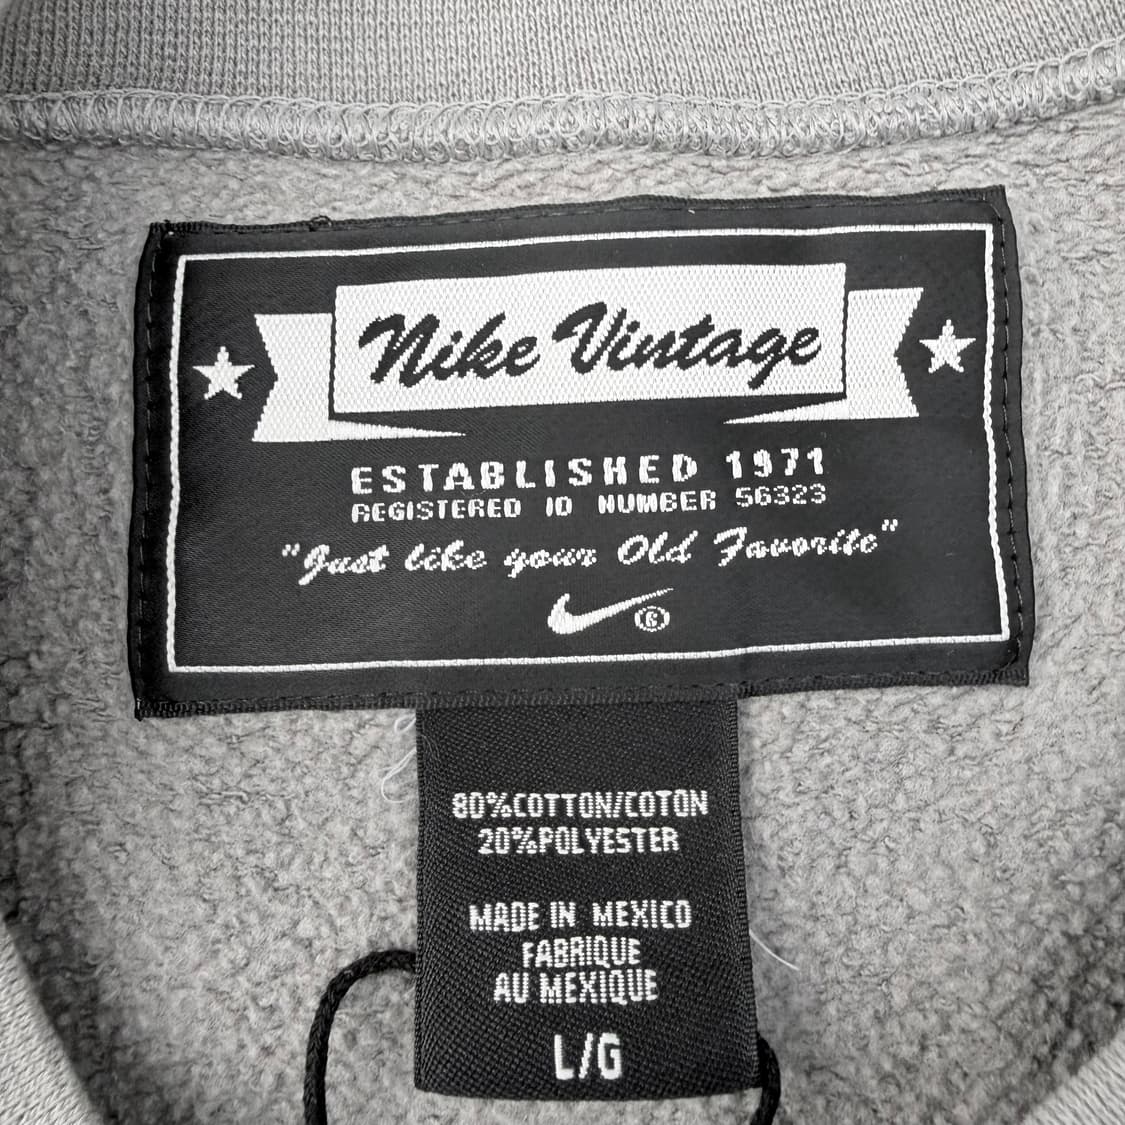 Nike Vintage
ESTABLISHED 1971
REGISTERED ID NUMBER 56323
"Just like your Old Favorite"
®
80%COTTON/COTON
20%POLYESTER
MADE IN MEXICO
FABRIQUE
AU MEXIQUE
L/G